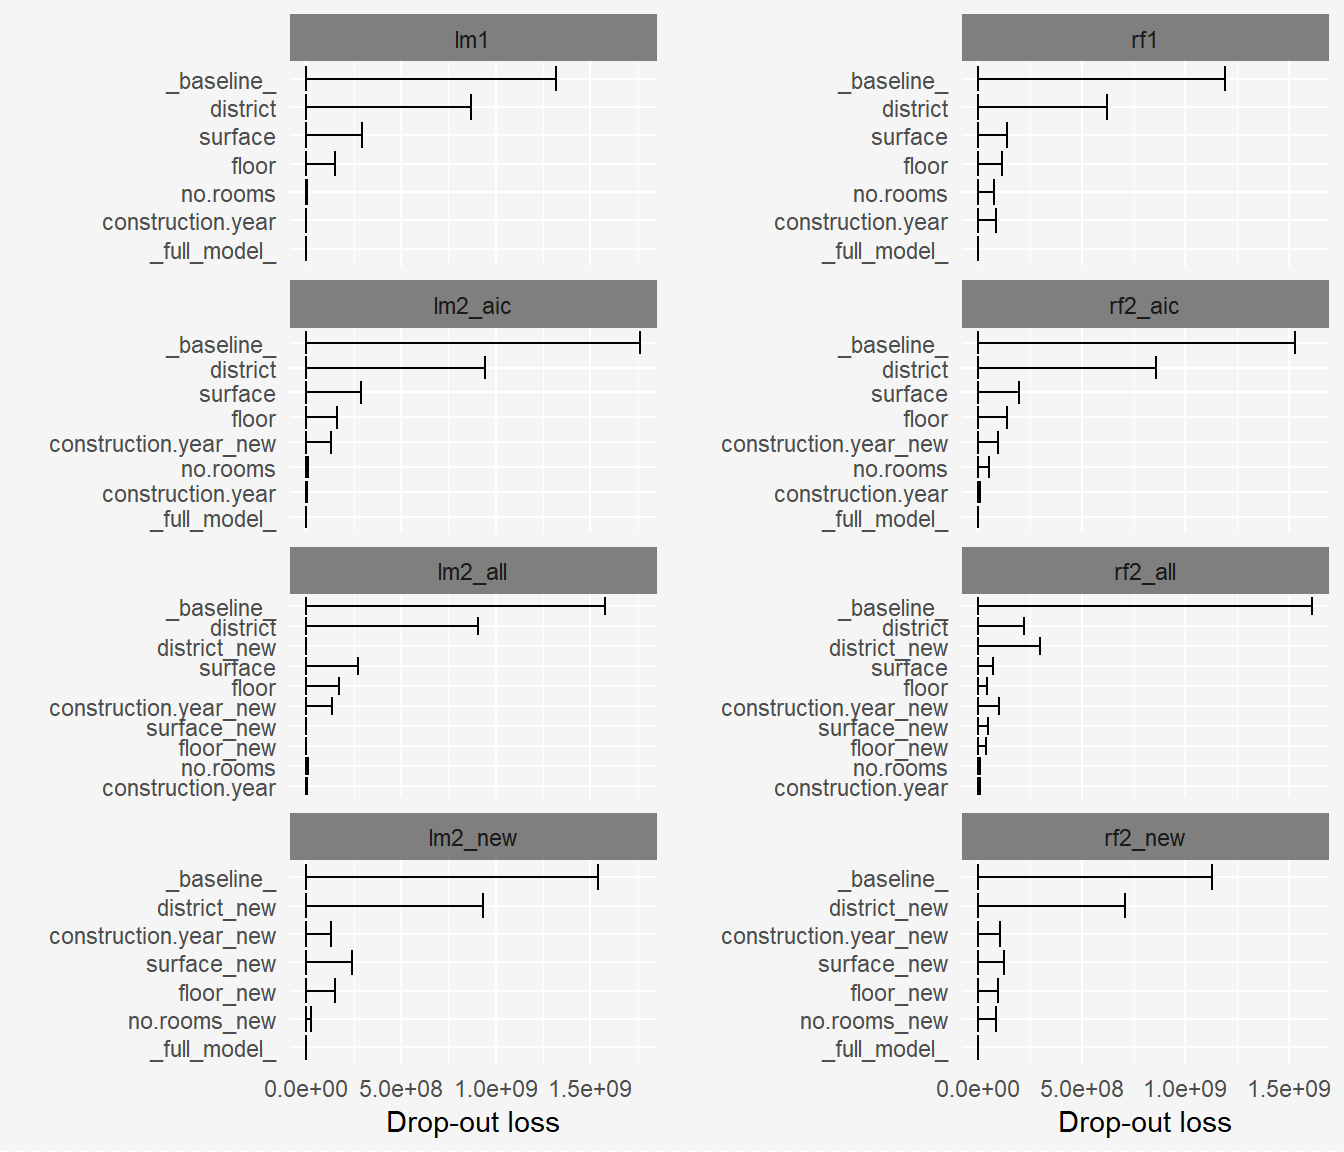 lm1
_baseline_
district
surface
floor
no.rooms
construction.year
_full_model_
lm2_aic
_baseline_
district
surface
floor
construction.year_new
no.rooms
construction.year
_full_model_
lm2_all
_baseline_
district
district_new
surface
floor
construction.year_new
surface_new
floor_new
no.rooms
construction.year
lm2_new
_baseline_
district_new
construction.year_new
surface_new
floor_new
no.rooms_new
_full_model_
0.0e+00 5.0e+08 1.0e+09 1.5e+09
Drop-out loss
rf1
_baseline_
district
surface
floor
no.rooms
construction.year
_full_model_
rf2_aic
_baseline_
district
surface
floor
construction.year_new
no.rooms
construction.year
_full_model_
rf2_all
_baseline_
district
district_new
surface
floor
construction.year_new
surface_new
floor_new
no.rooms
construction.year
rf2_new
_baseline_
district_new
construction.year_new
surface_new
floor_new
no.rooms_new
_full_model_
0.0e+00 5.0e+08 1.0e+09 1.5e+09
Drop-out loss